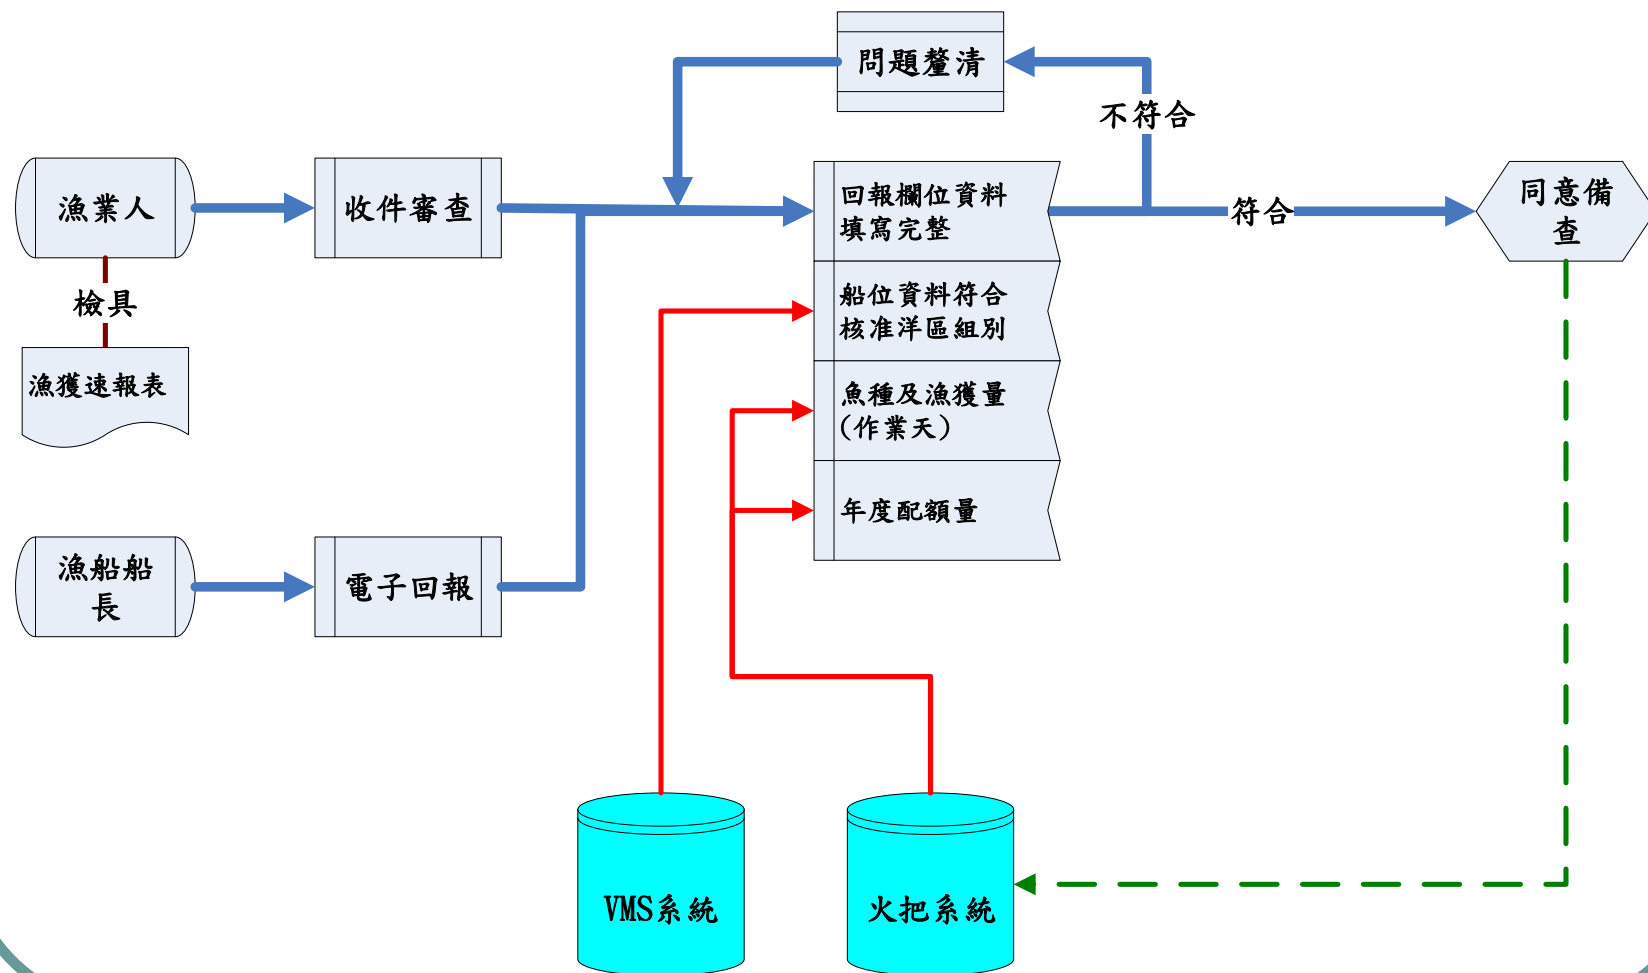 問題釐清
不符合
漁業人
收件審查
回報欄位資料
填寫完整
符合
同意備
查
檢具
船位資料符合
核准洋區組別
漁獲速報表
魚種及漁獲量
(作業天)
年度配額量
漁船船
長
電子回報
VMS系統
火把系統